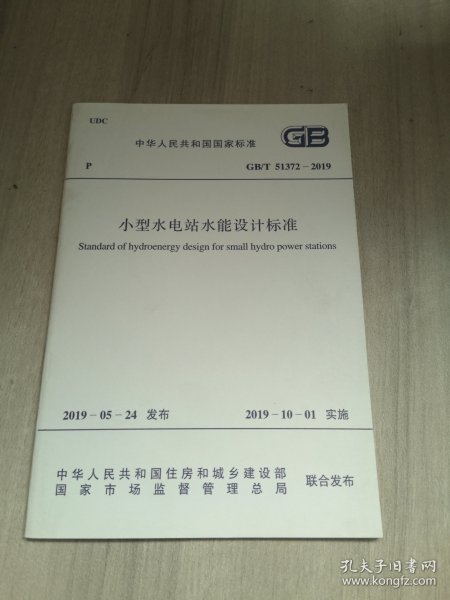 UDC
中华人民共和国国家标准
GB
P
GB/T 51372－2019
小型水电站水能设计标准
Standard of hydroenergy design for small hydro power stations
2019－05－24 发布
2019－10－01 实施
中华人民共和国住房和城乡建设部
国家市场监督管理总局
联合发布
孔夫子旧书网
www.kongfz.com